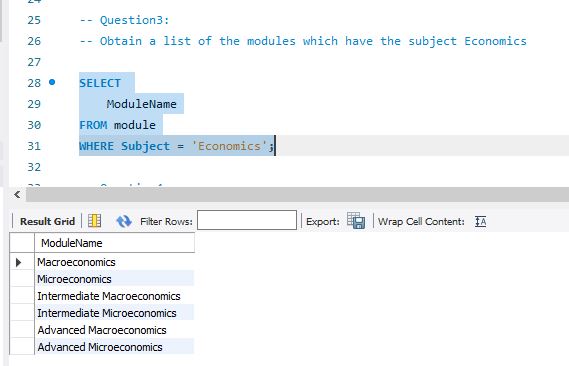 25 -- Question3:
26 -- Obtain a list of the modules which have the subject Economics
27
28 SELECT
29 ModuleName
30 FROM module
31 WHERE Subject = 'Economics';
32
Result Grid Filter Rows: Export: Wrap Cell Content:
ModuleName
Macroeconomics
Microeconomics
Intermediate Macroeconomics
Intermediate Microeconomics
Advanced Macroeconomics
Advanced Microeconomics